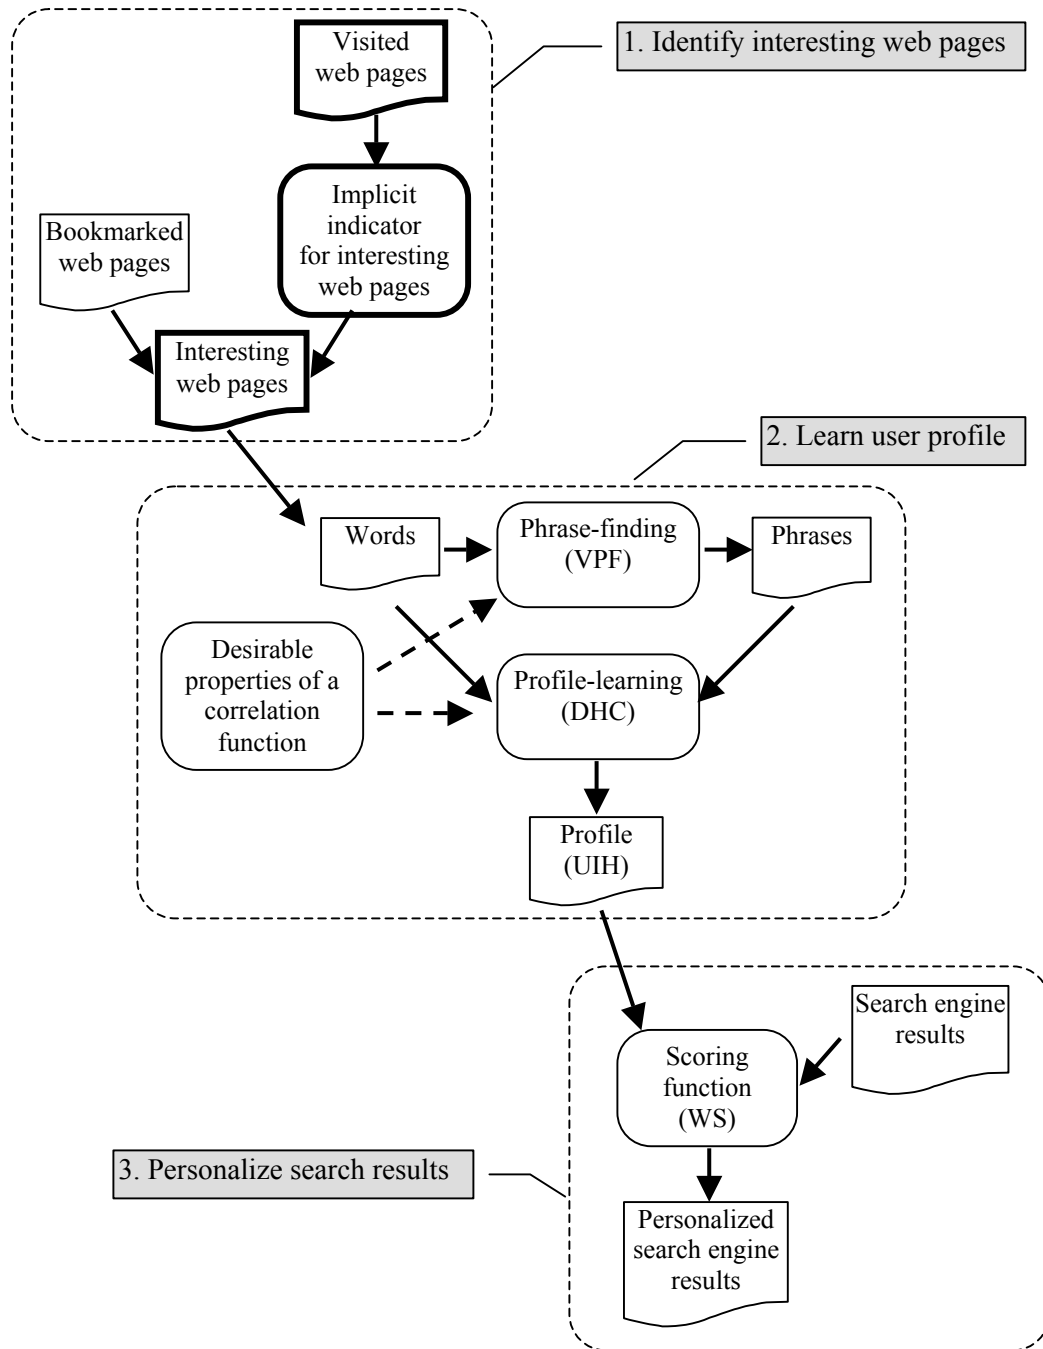 Visited
web pages
1. Identify interesting web pages
Implicit
indicator
for interesting
web pages
Bookmarked
web pages
Interesting
web pages
2. Learn user profile
Words
Phrase-finding
(VPF)
Phrases
Desirable
properties of a
correlation
function
Profile-learning
(DHC)
Profile
(UIH)
Search engine
results
Scoring
function
(WS)
3. Personalize search results
Personalized
search engine
results